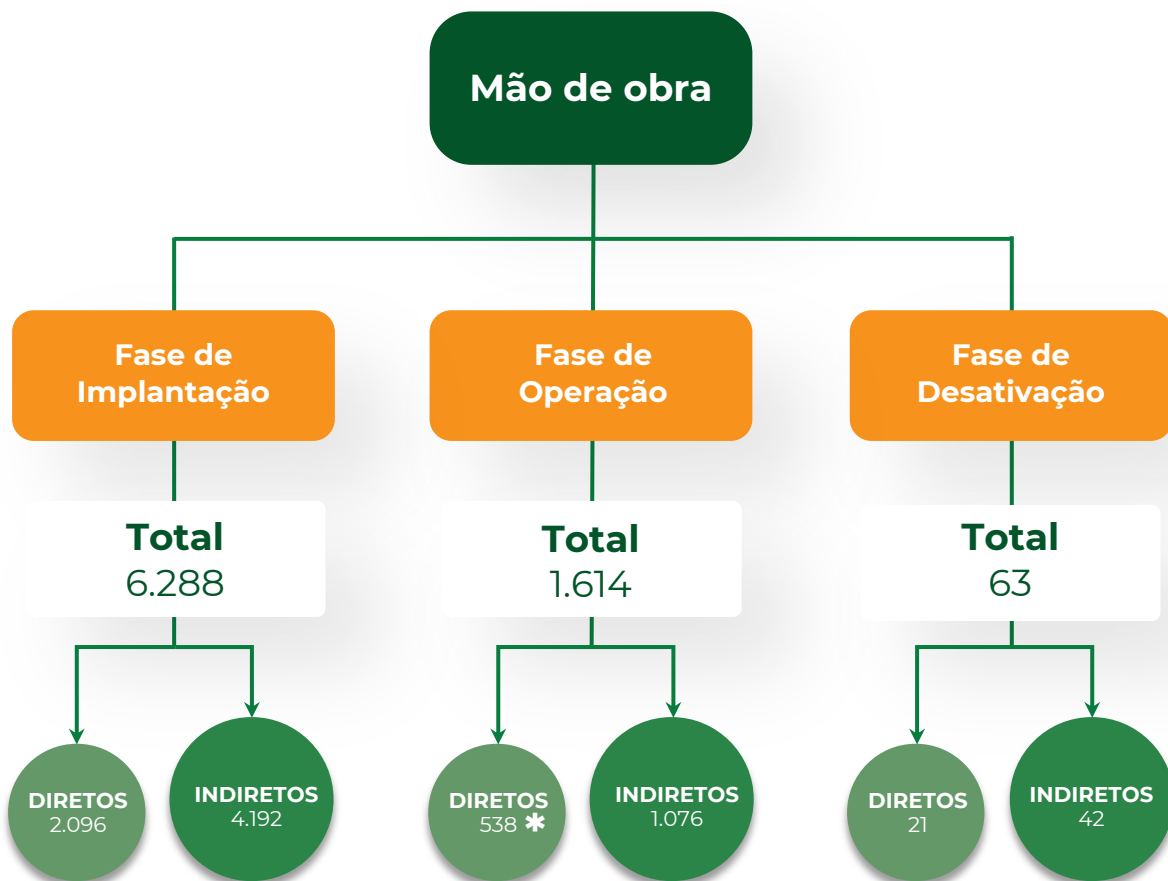 Mão de obra
Fase de
Implantação
Total
6.288
DIRETOS
2.096
INDIRETOS
4.192
Fase de
Operação
Total
1.614
DIRETOS
538 *
INDIRETOS
1.076
Fase de
Desativação
Total
63
DIRETOS
21
INDIRETOS
42